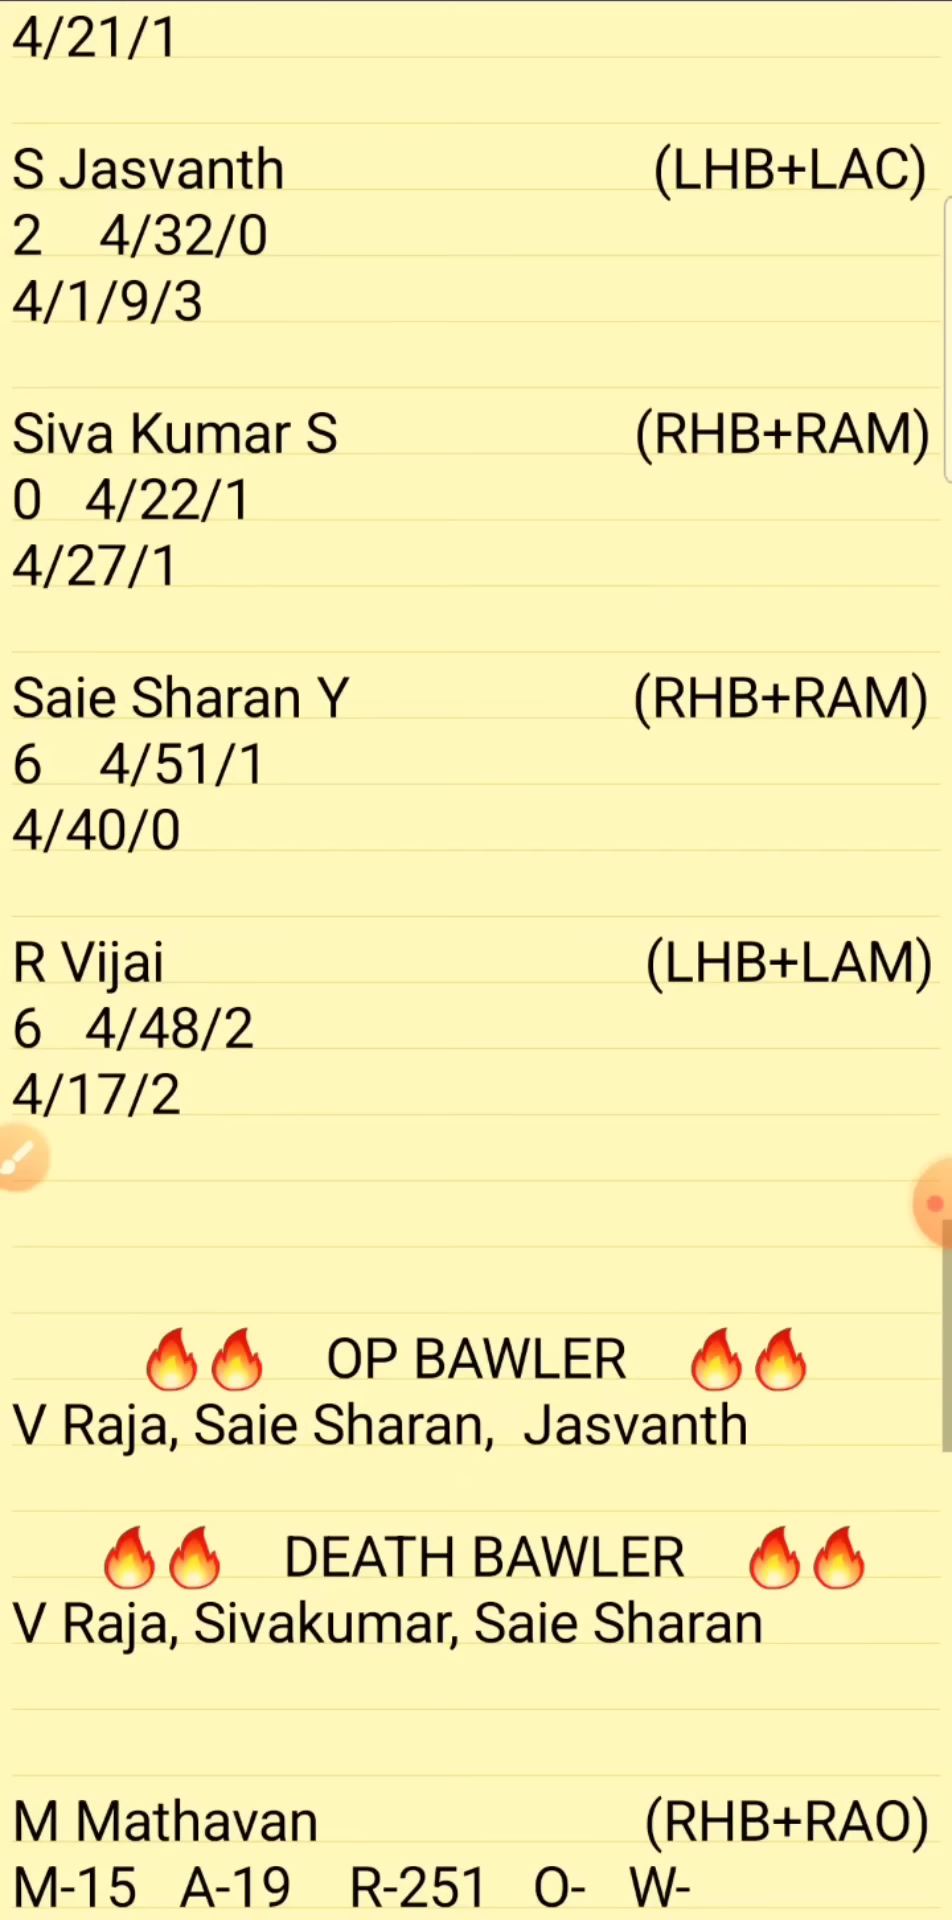 4/21/1
S Jasvanth (LHB+LAC)
2 4/32/0
4/1/9/3
Siva Kumar S (RHB+RAM)
0 4/22/1
4/27/1
Saie Sharan Y (RHB+RAM)
6 4/51/1
4/40/0
R Vijai (LHB+LAM)
6 4/48/2
4/17/2
🔥🔥 OP BAWLER 🔥🔥
V Raja, Saie Sharan, Jasvanth
🔥🔥 DEATH BAWLER 🔥🔥
V Raja, Sivakumar, Saie Sharan
M Mathavan (RHB+RAO)
M-15 A-19 R-251 O- W-